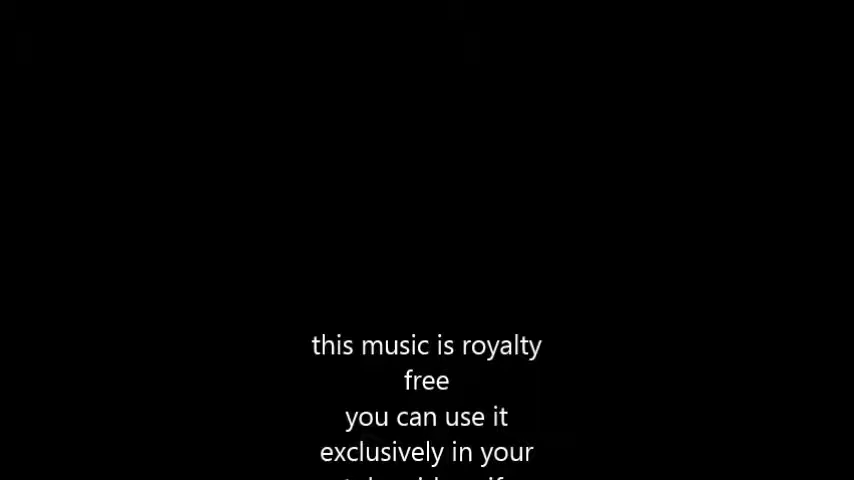 this music is royalty
free
you can use it
exclusively in your